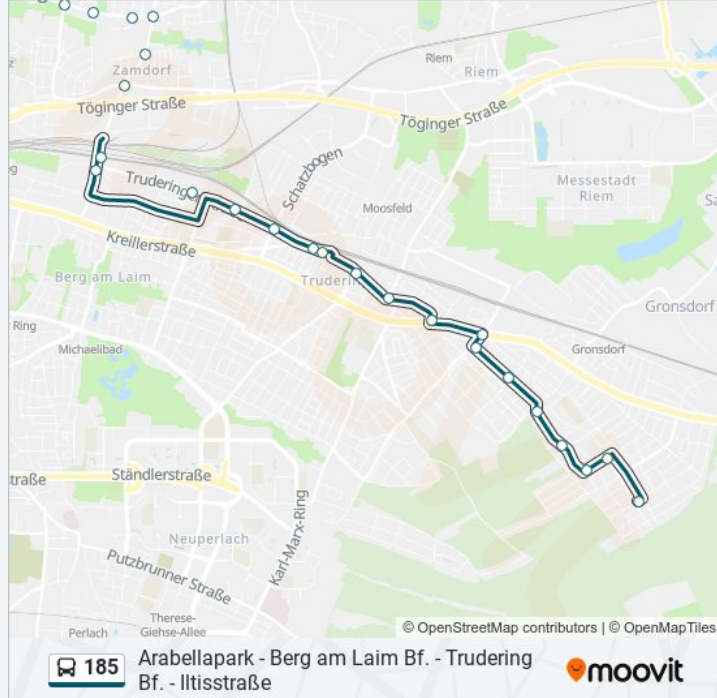 Zamdorf
Riem
Riem
Töginger Straße
Töginger Straße
Schatzbogen
Truderinger
Messestadt
Riem
Moosfeld
Kreillerstraße
Berg am Laim
Trudering
Gronsdorf
Ring
Michaelibad
Gronsdorf
Ständlerstraße
traße
Neuperlach
Karl-Marx-Ring
Putzbrunner Straße
Therese-
Giehse-Allee
Perlach
© OpenStreetMap contributors | © OpenMapTiles
185
Arabellapark - Berg am Laim Bf. - Trudering
Bf. - Iltisstraße
moovit